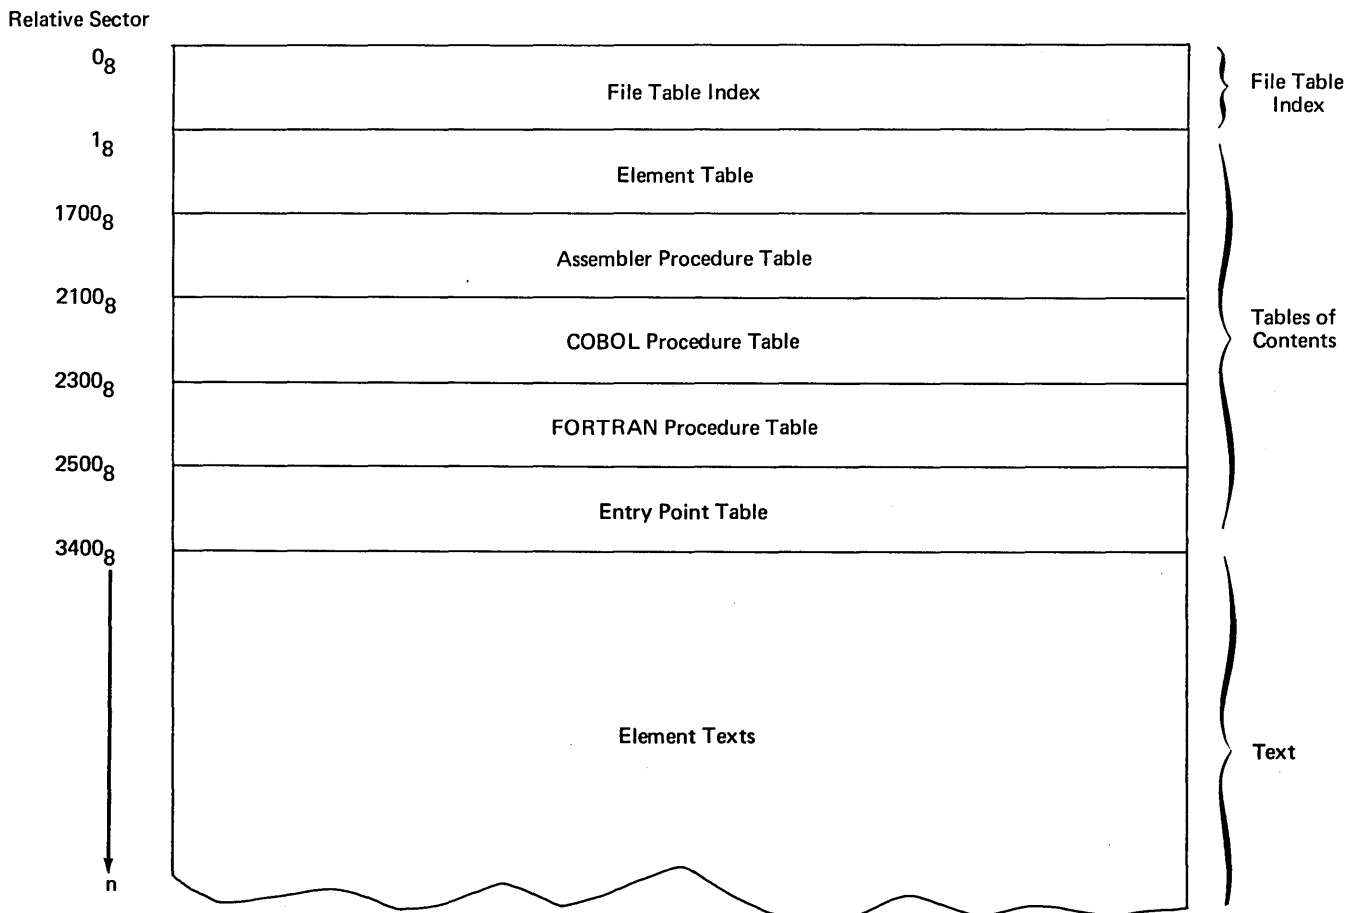 Relative Sector
0₈
File Table Index
File Table
Index
1₈
Element Table
1700₈
Assembler Procedure Table
2100₈
COBOL Procedure Table
Tables of
Contents
2300₈
FORTRAN Procedure Table
2500₈
Entry Point Table
3400₈
Element Texts
Text
n